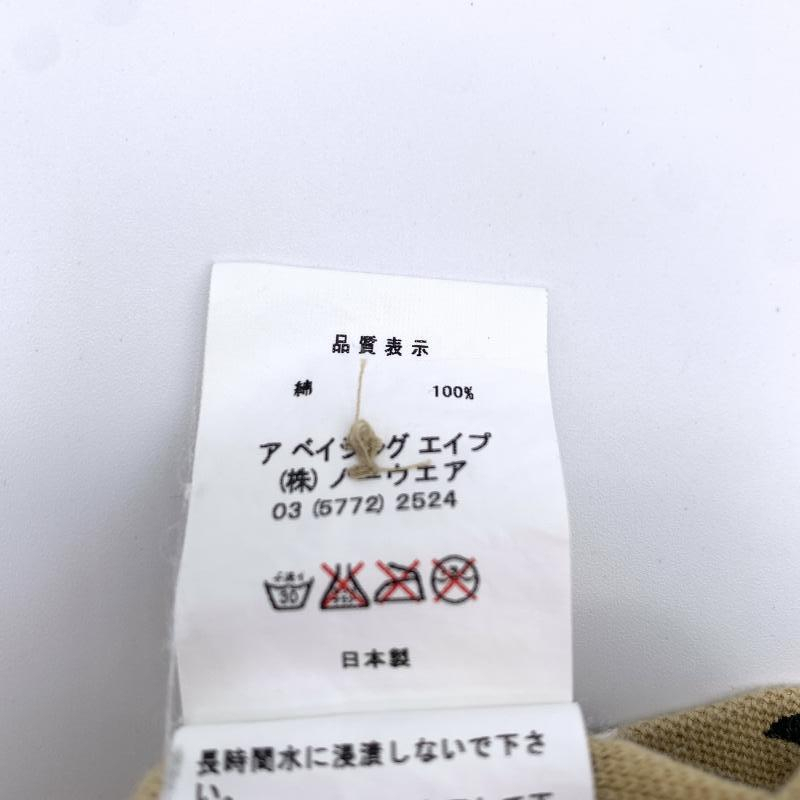 品質表示
綿 100%
ア ベイシング エイプ
(株) ノーウエア
03 (5772) 2524
30
日本製
長時間水に浸漬しないで下さ
い。